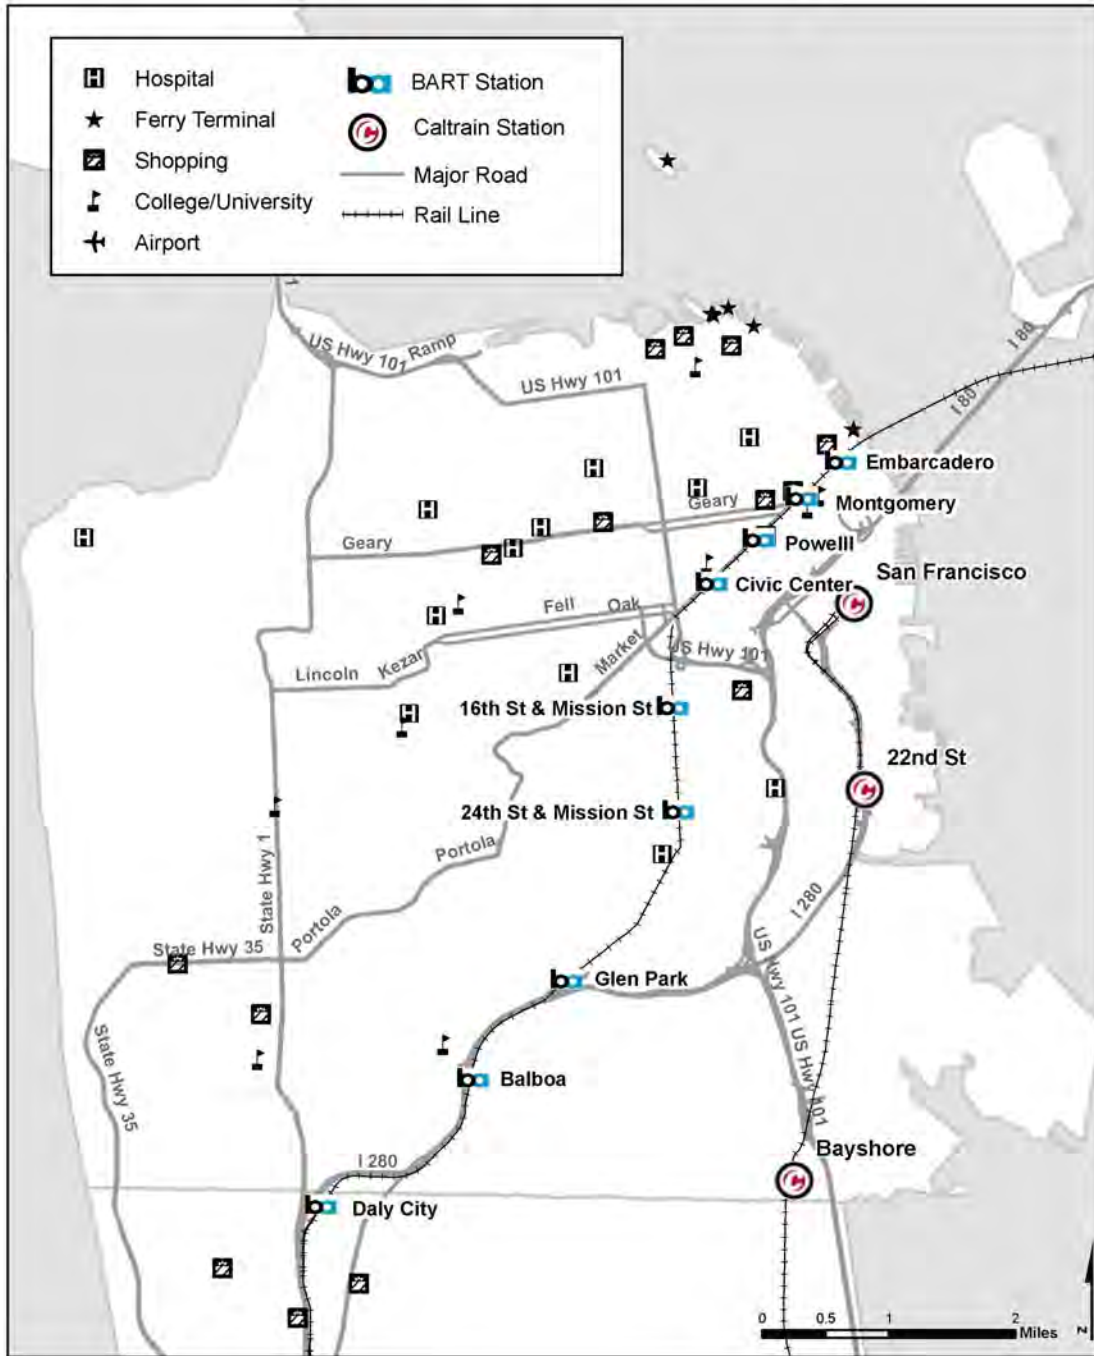 Hospital
Ferry Terminal
Shopping
College/University
Airport
BART Station
Caltrain Station
Major Road
Rail Line
1
US Hwy 101
Ramp
US Hwy 101
I 80
I 80
Embarcadero
Geary
Montgomery
Geary
Powelll
Civic Center
San Francisco
Fell
Oak
Market
US Hwy 101
Lincoln
Kezar
16th St & Mission St
22nd St
24th St & Mission St
Portola
State Hwy 1
Portola
I 280
State Hwy 35
US Hwy 101
Glen Park
State Hwy 35
US Hwy 101
Balboa
Bayshore
I 280
Daly City
0 0.5 1 2
Miles
N